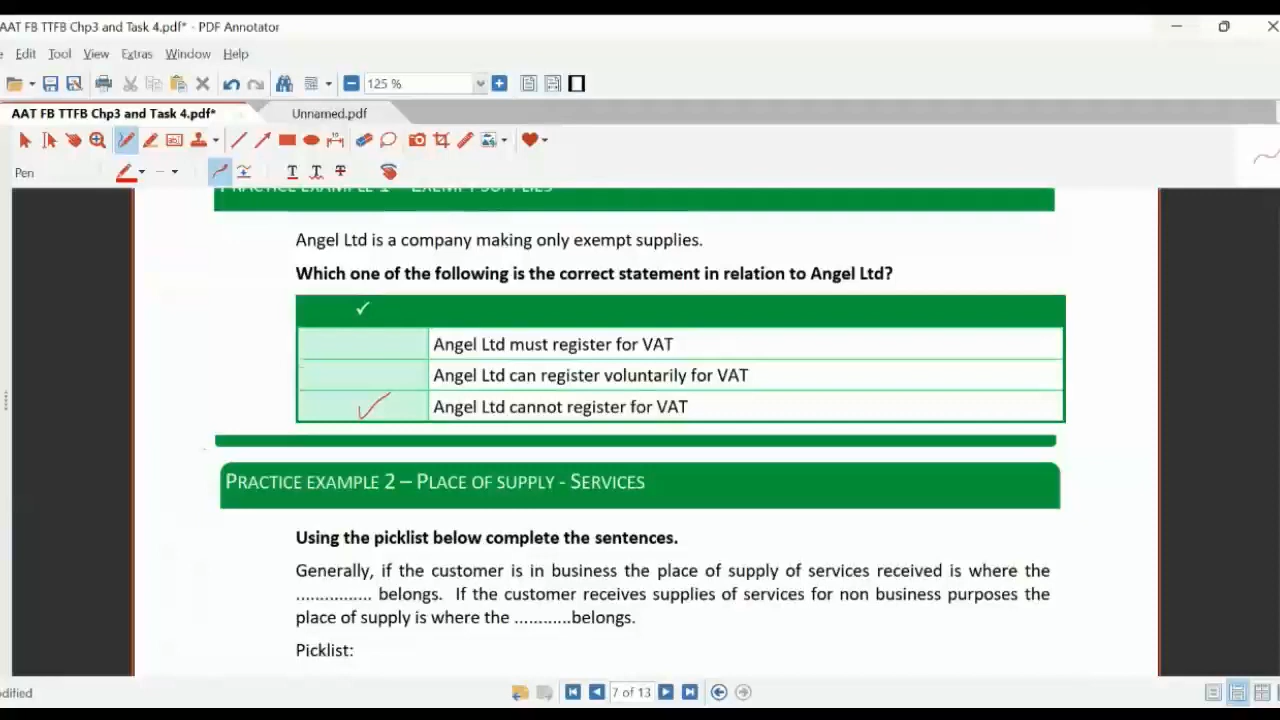 AAT FB TTFB Chp3 and Task 4.pdf* - PDF Annotator
Edit Tool View Extras Window Help
125 %
AAT FB TTFB Chp3 and Task 4.pdf* Unnamed.pdf
Pen
PRACTICE EXAMPLE 1 – EXEMPT SUPPLIES
Angel Ltd is a company making only exempt supplies.
Which one of the following is the correct statement in relation to Angel Ltd?
✓
Angel Ltd must register for VAT
Angel Ltd can register voluntarily for VAT
Angel Ltd cannot register for VAT
PRACTICE EXAMPLE 2 – PLACE OF SUPPLY - SERVICES
Using the picklist below complete the sentences.
Generally, if the customer is in business the place of supply of services received is where the
................ belongs. If the customer receives supplies of services for non business purposes the
place of supply is where the ............belongs.
Picklist:
7 of 13